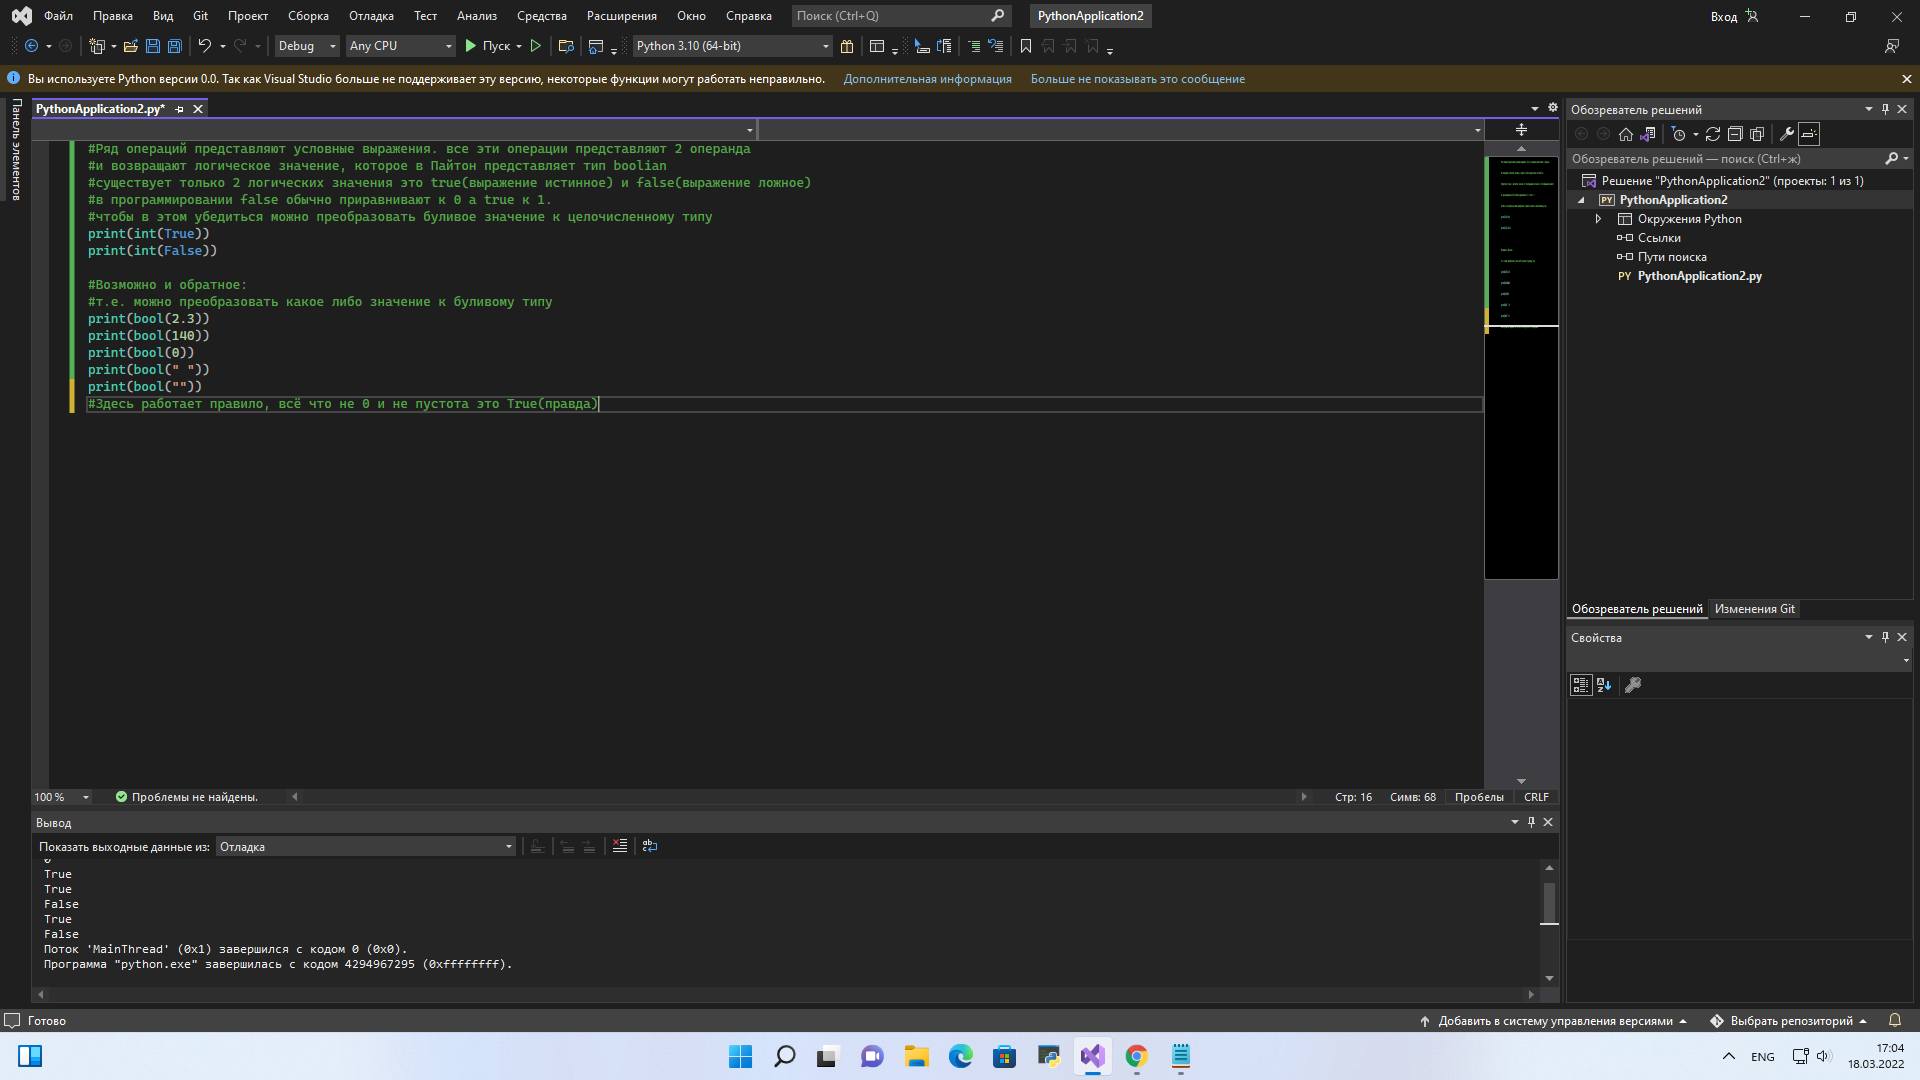 Файл Правка Вид Git Проект Сборка Отладка Тест Анализ Средства Расширения Окно Справка Поиск (Ctrl+Q) PythonApplication2 Вход
Debug Any CPU Пуск Python 3.10 (64-bit)
Вы используете Python версии 0.0. Так как Visual Studio больше не поддерживает эту версию, некоторые функции могут работать неправильно. Дополнительная информация Больше не показывать это сообщение
Панель элементов
PythonApplication2.py*
#Ряд операций представляют условные выражения. все эти операции представляют 2 операнда
#и возвращают логическое значение, которое в Пайтон представляет тип boolian
#существует только 2 логических значения это true(выражение истинное) и false(выражение ложное)
#в программировании false обычно приравнивают к 0 а true к 1.
#чтобы в этом убедиться можно преобразовать буливое значение к целочисленному типу
print(int(True))
print(int(False))
#Возможно и обратное:
#т.е. можно преобразовать какое либо значение к буливому типу
print(bool(2.3))
print(bool(140))
print(bool(0))
print(bool(" "))
print(bool(""))
#Здесь работает правило, всё что не 0 и не пустота это True(правда)
100 % Проблемы не найдены. Стр: 16 Симв: 68 Пробелы CRLF
Вывод
Показать выходные данные из: Отладка
0
True
True
False
True
False
Поток 'MainThread' (0x1) завершился с кодом 0 (0x0).
Программа "python.exe" завершилась с кодом 4294967295 (0xffffffff).
Обозреватель решений
Обозреватель решений — поиск (Ctrl+ж)
Решение "PythonApplication2" (проекты: 1 из 1)
PY PythonApplication2
Окружения Python
Ссылки
Пути поиска
PY PythonApplication2.py
Обозреватель решений Изменения Git
Свойства
Готово Добавить в систему управления версиями Выбрать репозиторий
ENG 17:04
18.03.2022